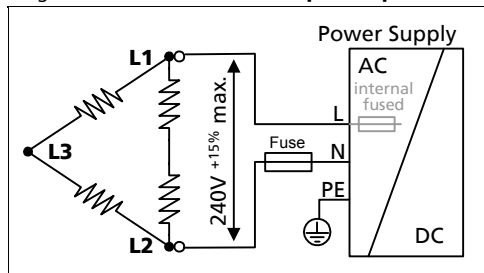 Power Supply
L1
AC
internal
fused
L
240V +15% max.
Fuse
N
L3
PE
L2
DC